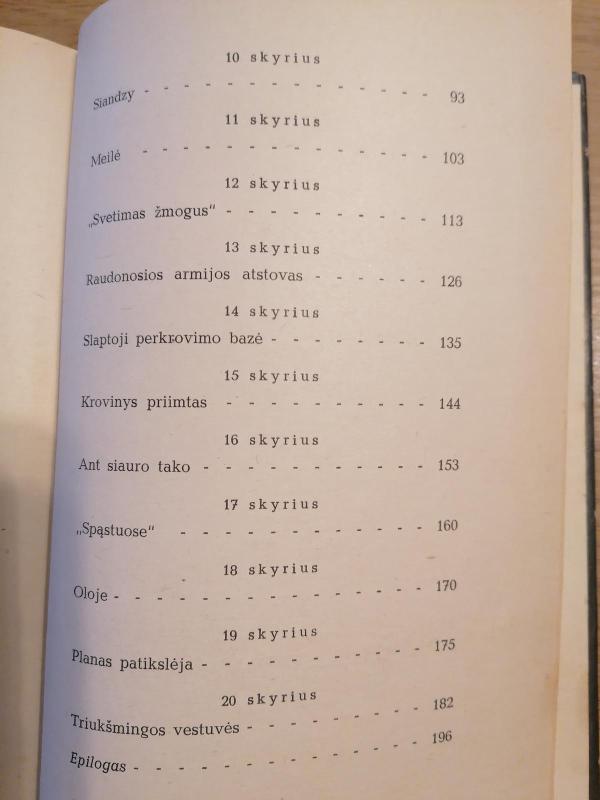 10 skyrius
Siandzy - - - - - - - - - - - - - - 93
11 skyrius
Meilė - - - - - - - - - - - - - - 103
12 skyrius
„Svetimas žmogus“ - - - - - - - - - - 113
13 skyrius
Raudonosios armijos atstovas - - - - - - 126
14 skyrius
Slaptoji perkrovimo bazė - - - - - - - - 135
15 skyrius
Krovinys priimtas - - - - - - - - - - 144
16 skyrius
Ant siauro tako - - - - - - - - - - - 153
17 skyrius
„Spąstuose“ - - - - - - - - - - - - 160
18 skyrius
Oloje - - - - - - - - - - - - - - 170
19 skyrius
Planas patikslėja - - - - - - - - - - - 175
20 skyrius
Triukšmingos vestuvės - - - - - - - - - 182
Epilogas - - - - - - - - - - - - - 196